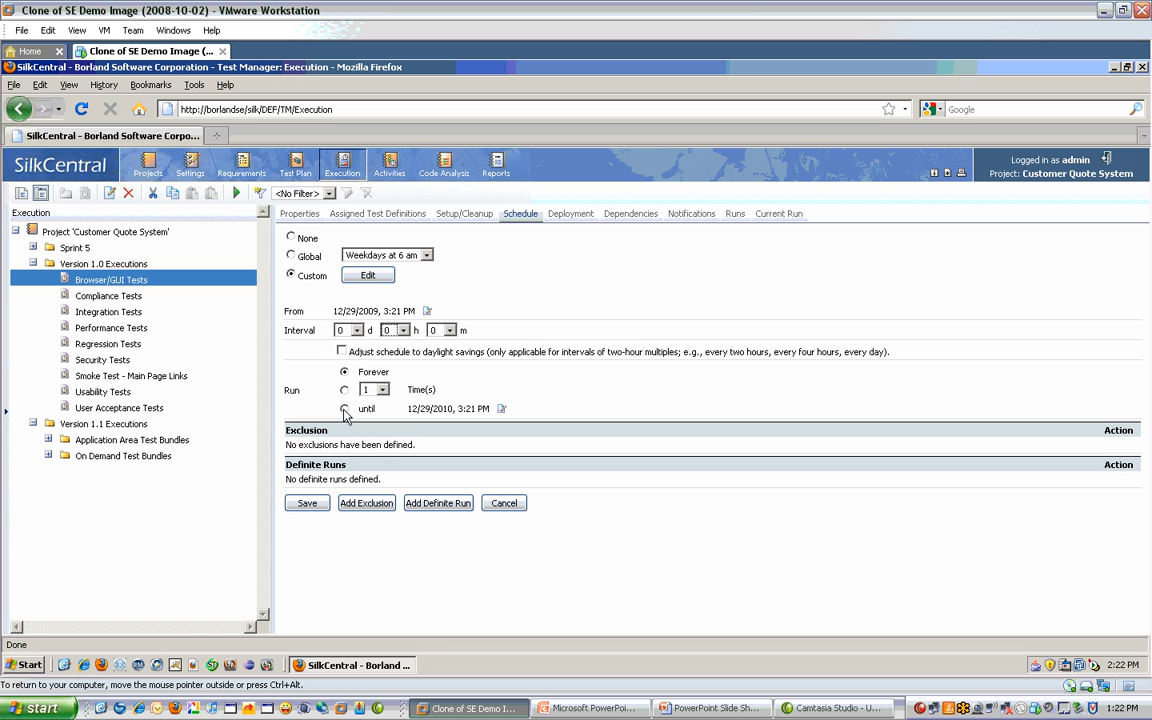 Clone of SE Demo Image (2008-10-02) - VMware Workstation
File Edit View VM Team Windows Help
Home Clone of SE Demo Image (...
SilkCentral - Borland Software Corporation - Test Manager: Execution - Mozilla Firefox
File Edit View History Bookmarks Tools Help
http://borlandse/silk/DEF/TM/Execution Google
SilkCentral - Borland Software Corpo...
SilkCentral Projects Settings Requirements Test Plan Execution Activities Code Analysis Reports
Logged in as admin
Project: Customer Quote System
<No Filter>
Execution Properties Assigned Test Definitions Setup/Cleanup Schedule Deployment Dependencies Notifications Runs Current Run
Project 'Customer Quote System'
Sprint 5
Version 1.0 Executions
Browser/GUI Tests
Compliance Tests
Integration Tests
Performance Tests
Regression Tests
Security Tests
Smoke Test - Main Page Links
Usability Tests
User Acceptance Tests
Version 1.1 Executions
Application Area Test Bundles
On Demand Test Bundles
None
Global Weekdays at 6 am
Custom Edit
From 12/29/2009, 3:21 PM
Interval 0 d 0 h 0 m
Adjust schedule to daylight savings (only applicable for intervals of two-hour multiples; e.g., every two hours, every four hours, every day).
Forever
Run 1 Time(s)
until 12/29/2010, 3:21 PM
Exclusion Action
No exclusions have been defined.
Definite Runs Action
No definite runs defined.
Save Add Exclusion Add Definite Run Cancel
Done
Start SilkCentral - Borland ... 2:22 PM
To return to your computer, move the mouse pointer outside or press Ctrl+Alt.
start Clone of SE Demo I... Microsoft PowerPoi... PowerPoint Slide Sh... Camtasia Studio - U... 1:22 PM